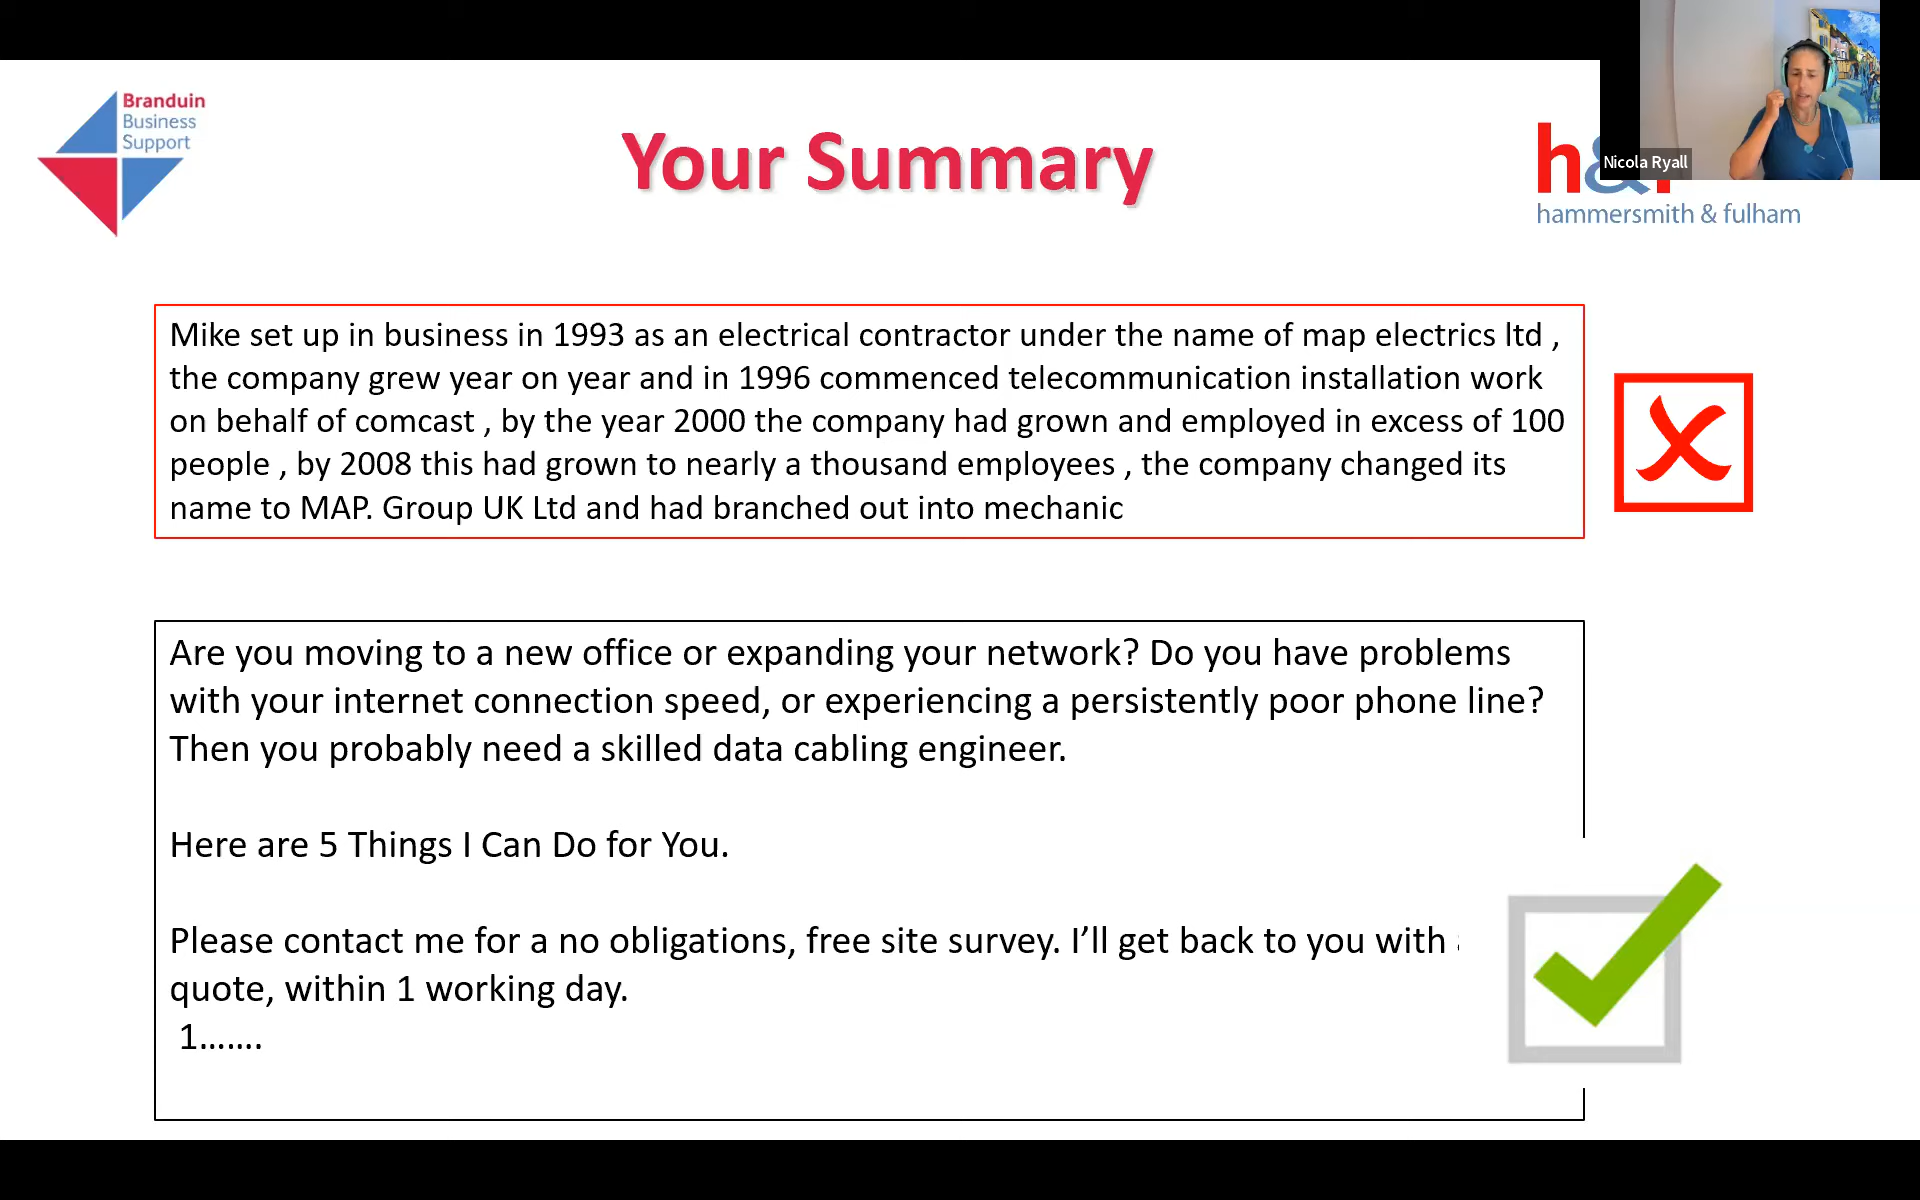 Branduin
Business
Support
Your Summary
Nicola Ryall
h&f
hammersmith & fulham
Mike set up in business in 1993 as an electrical contractor under the name of map electrics ltd ,
the company grew year on year and in 1996 commenced telecommunication installation work
on behalf of comcast , by the year 2000 the company had grown and employed in excess of 100
people , by 2008 this had grown to nearly a thousand employees , the company changed its
name to MAP. Group UK Ltd and had branched out into mechanic
Are you moving to a new office or expanding your network? Do you have problems
with your internet connection speed, or experiencing a persistently poor phone line?
Then you probably need a skilled data cabling engineer.
Here are 5 Things I Can Do for You.
Please contact me for a no obligations, free site survey. I’ll get back to you with
quote, within 1 working day.
1.......